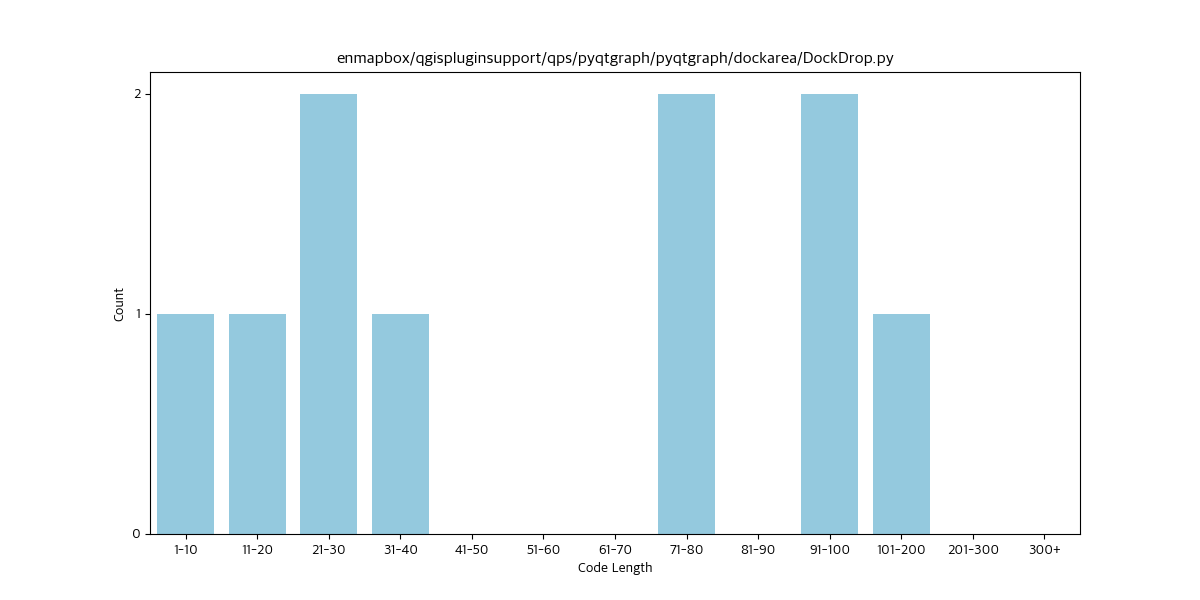 enmapbox/qgispluginsupport/qps/pyqtgraph/pyqtgraph/dockarea/DockDrop.py
2
1
0
Count
1-10 11-20 21-30 31-40 41-50 51-60 61-70 71-80 81-90 91-100 101-200 201-300 300+
Code Length